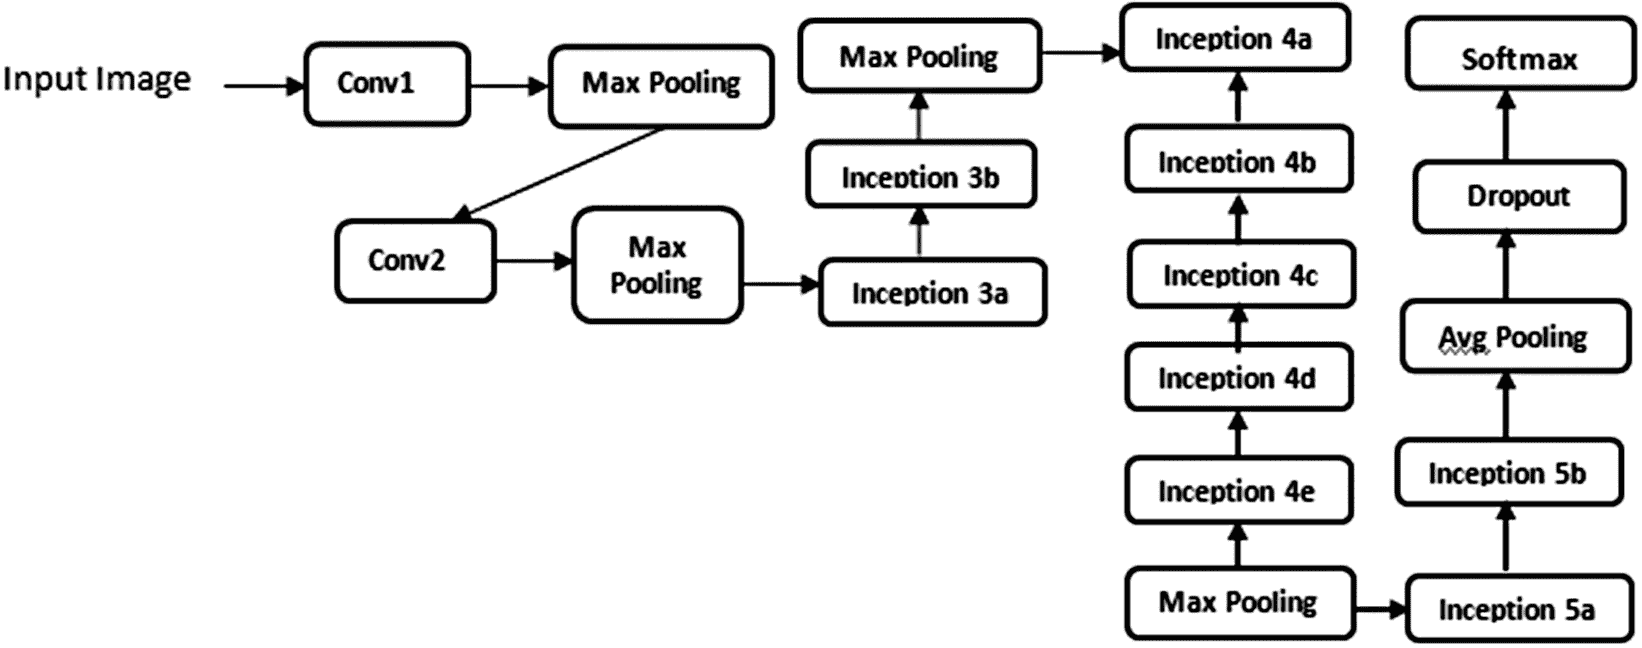 Input Image
Conv1
Max Pooling
Conv2
Max
Pooling
Inception 3a
Inception 3b
Max Pooling
Inception 4a
Inception 4b
Inception 4c
Inception 4d
Inception 4e
Max Pooling
Inception 5a
Inception 5b
Avg Pooling
Dropout
Softmax